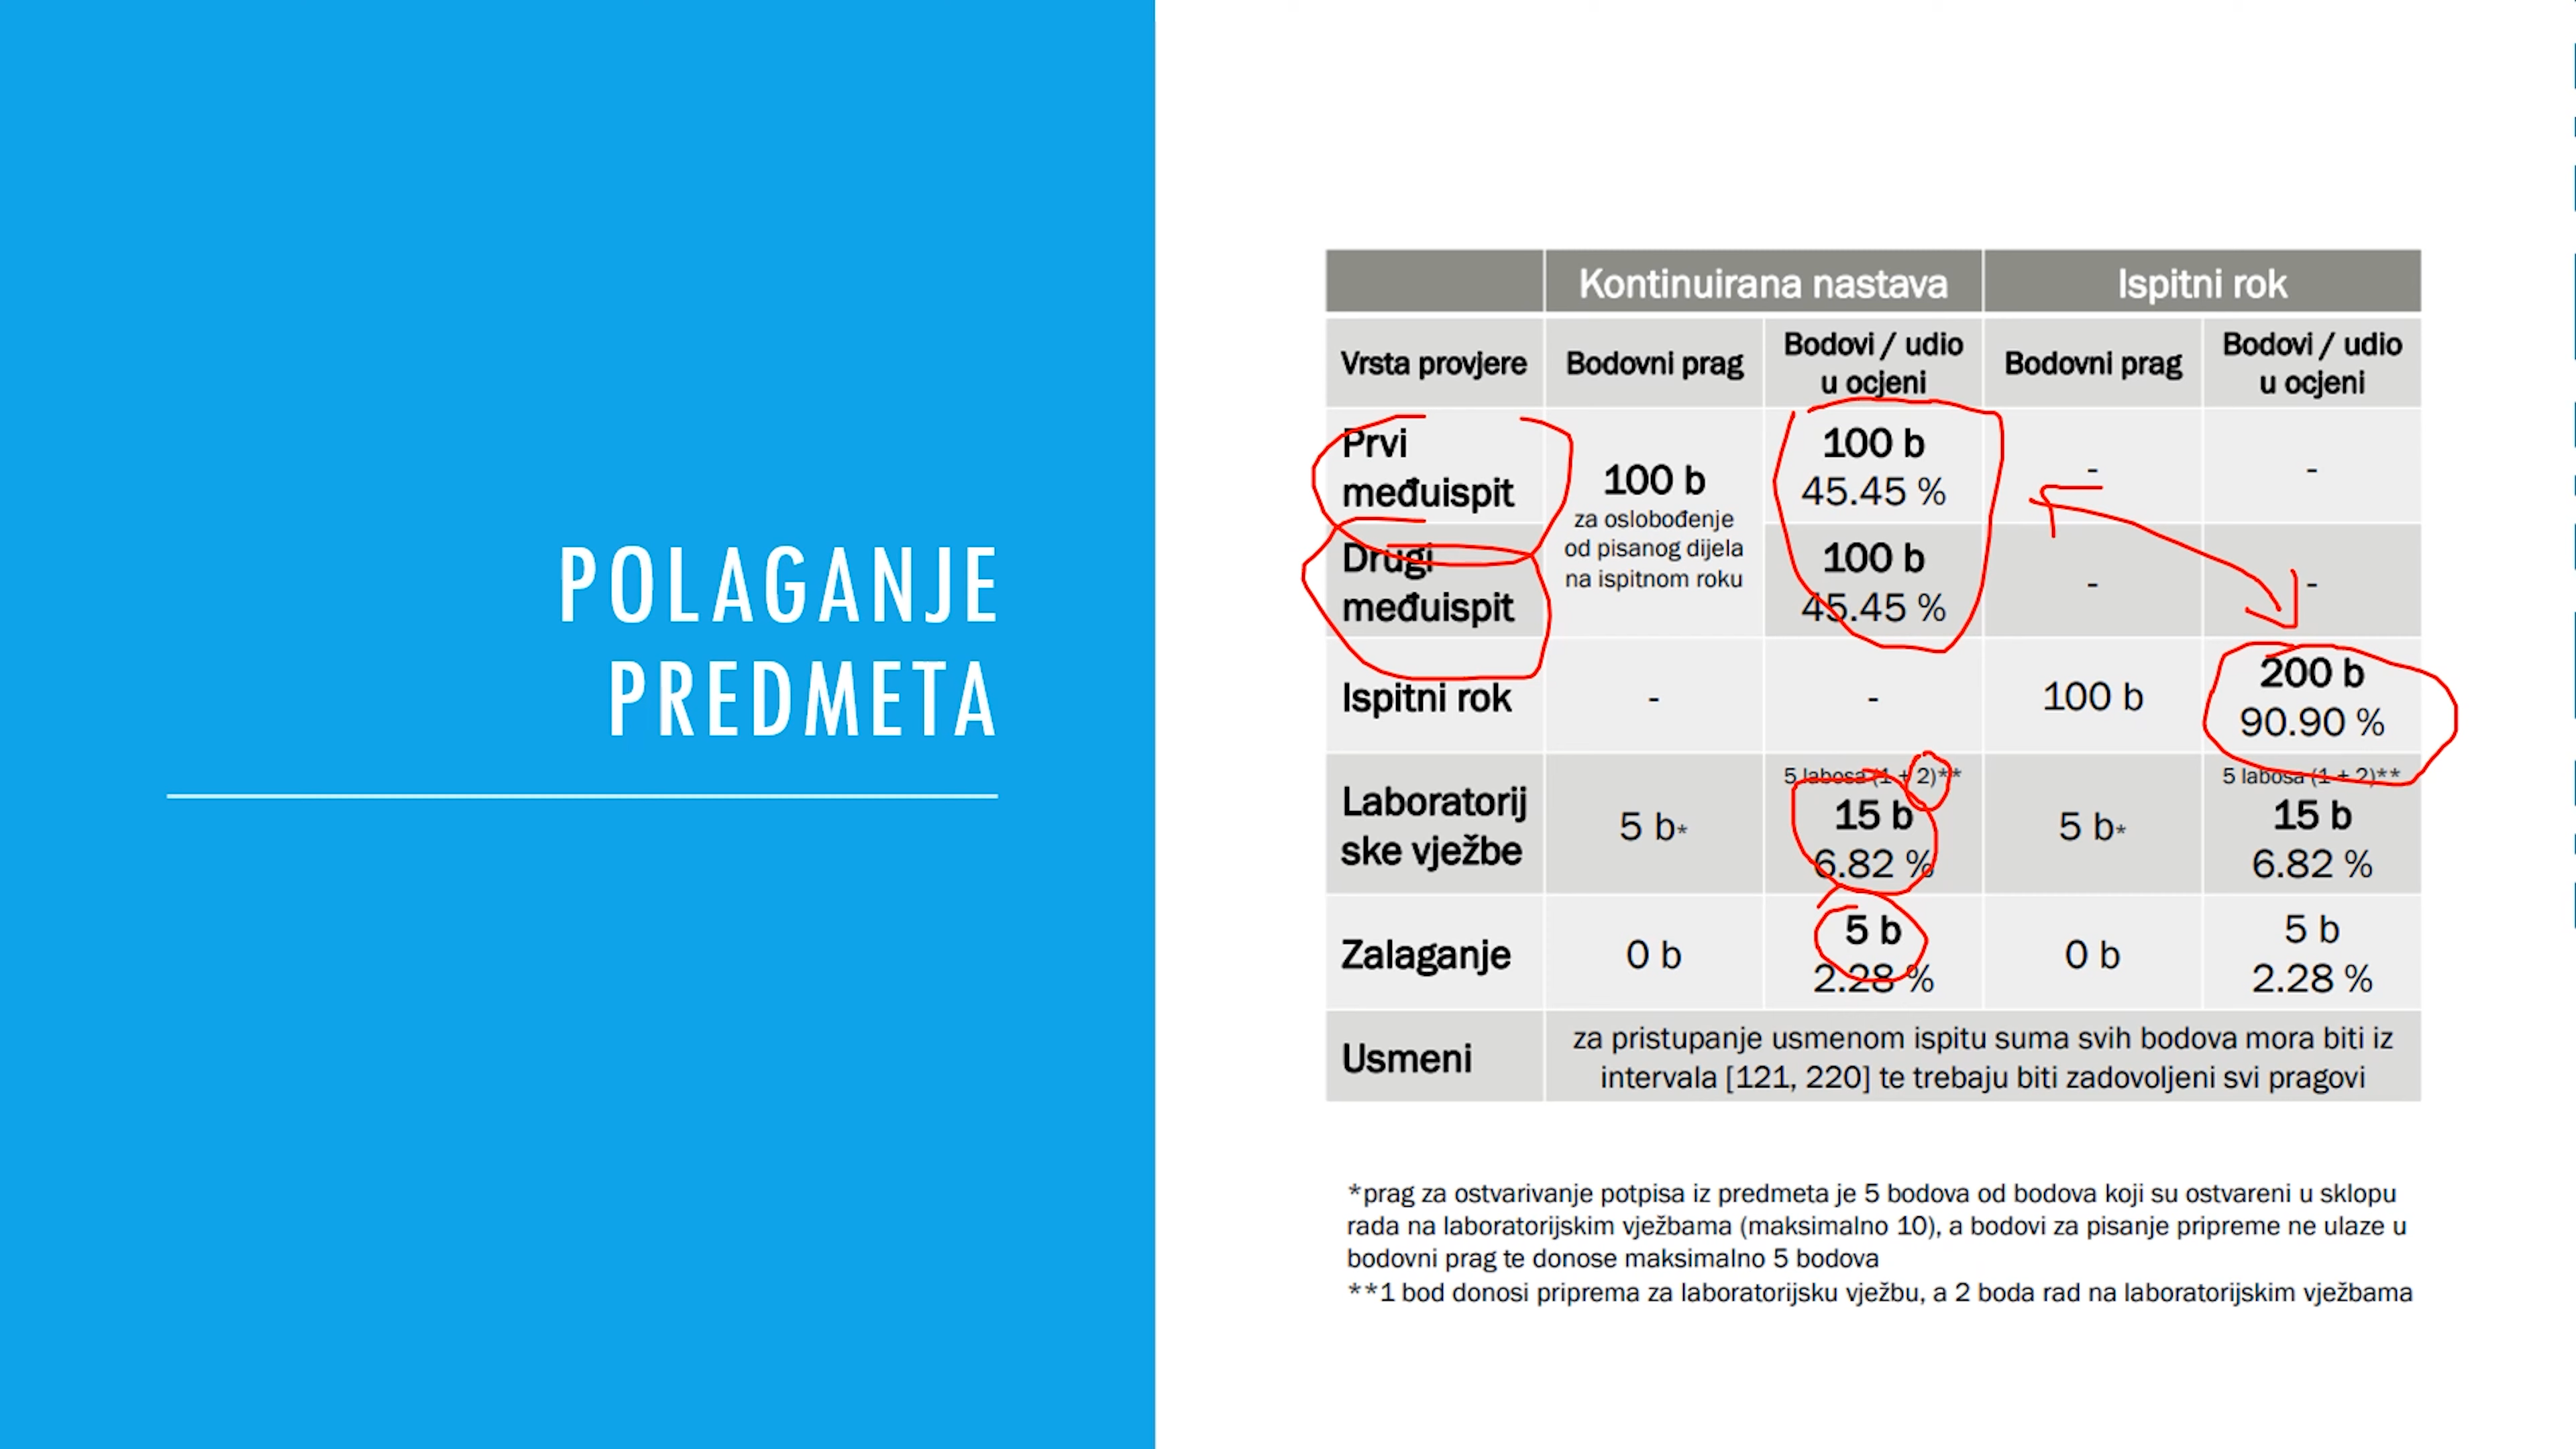 POLAGANJE
PREDMETA
Kontinuirana nastava
Ispitni rok
Vrsta provjere
Bodovni prag
Bodovi / udio
u ocjeni
Bodovni prag
Bodovi / udio
u ocjeni
Prvi
međuispit
100 b
za oslobođenje
od pisanog dijela
na ispitnom roku
100 b
45.45 %
-
-
Drugi
međuispit
100 b
45.45 %
-
-
Ispitni rok
-
-
100 b
200 b
90.90 %
Laboratorij
ske vježbe
5 b*
5 labosa (1 + 2)**
15 b
6.82 %
5 b*
5 labosa (1 + 2)**
15 b
6.82 %
Zalaganje
0 b
5 b
2.28 %
0 b
5 b
2.28 %
Usmeni
za pristupanje usmenom ispitu suma svih bodova mora biti iz
intervala [121, 220] te trebaju biti zadovoljeni svi pragovi
*prag za ostvarivanje potpisa iz predmeta je 5 bodova od bodova koji su ostvareni u sklopu
rada na laboratorijskim vježbama (maksimalno 10), a bodovi za pisanje pripreme ne ulaze u
bodovni prag te donose maksimalno 5 bodova
**1 bod donosi priprema za laboratorijsku vježbu, a 2 boda rad na laboratorijskim vježbama